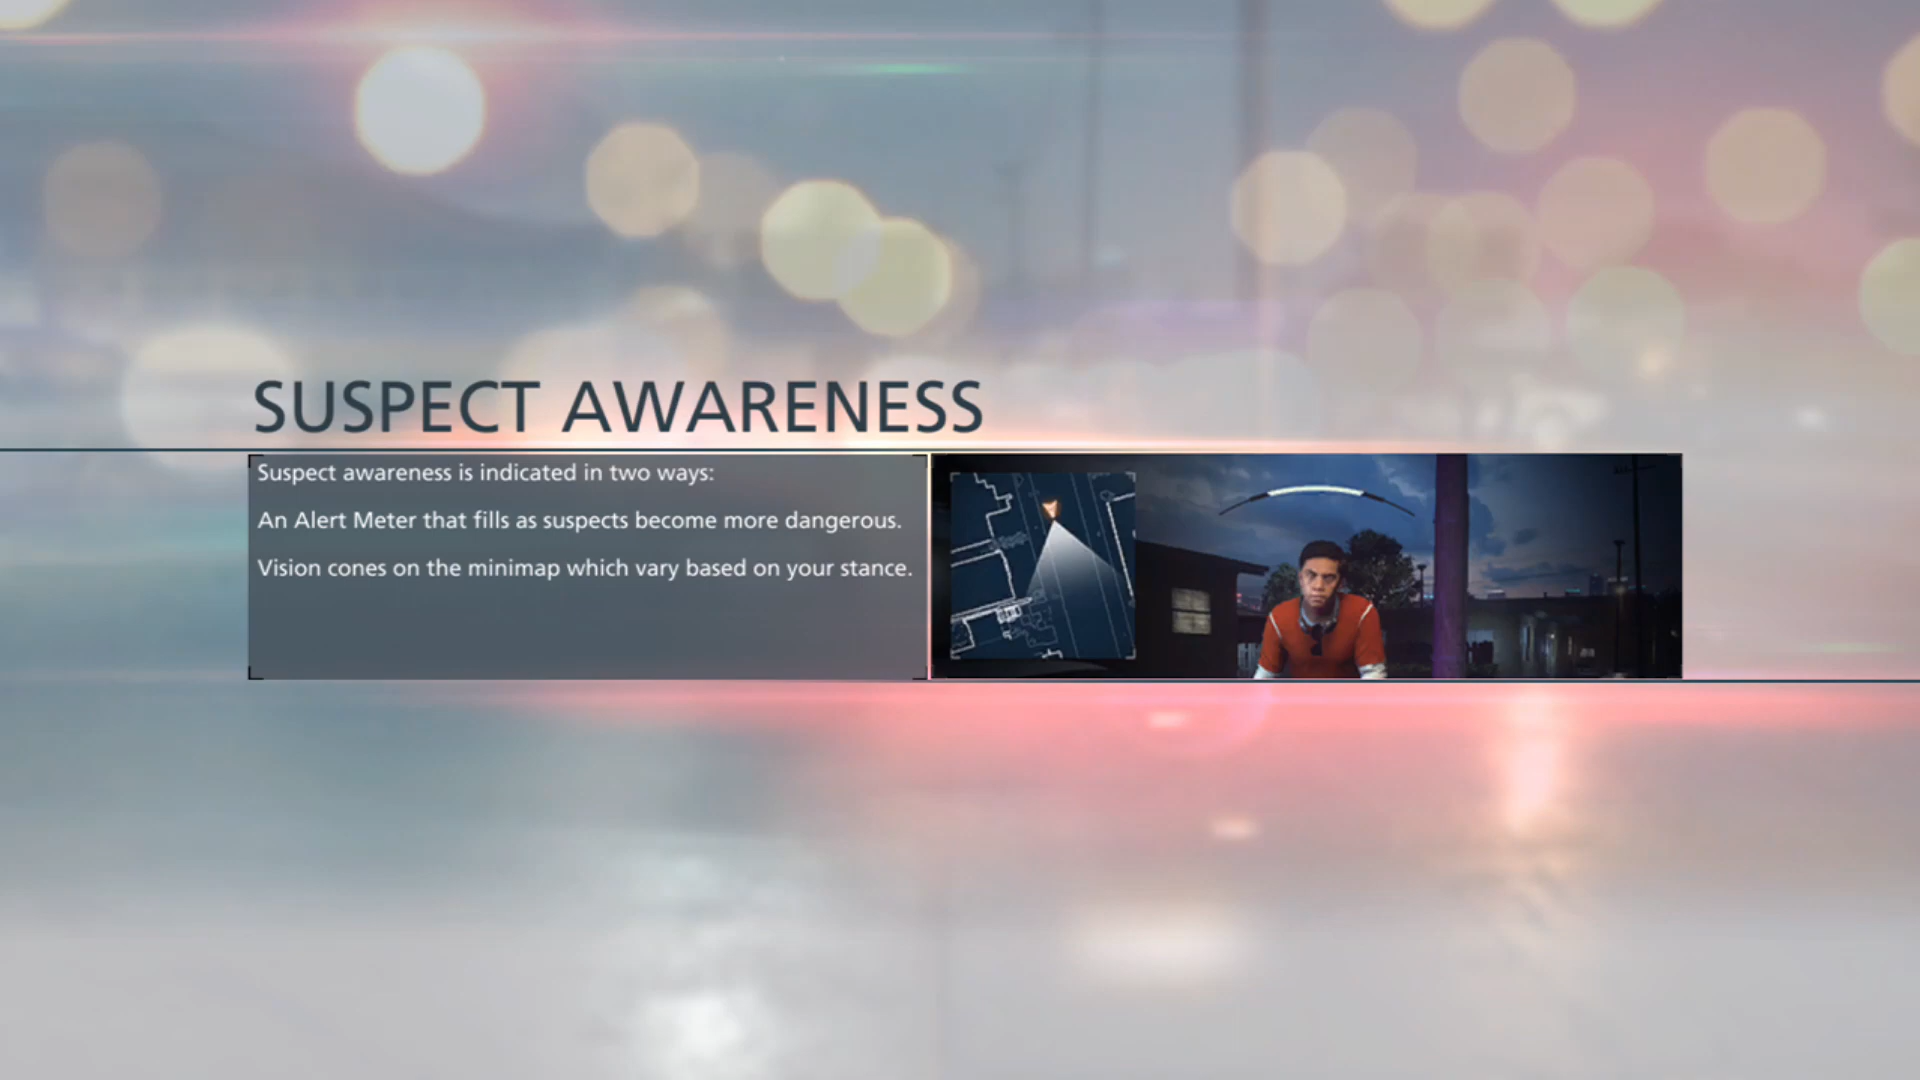 SUSPECT AWARENESS
Suspect awareness is indicated in two ways:
An Alert Meter that fills as suspects become more dangerous.
Vision cones on the minimap which vary based on your stance.